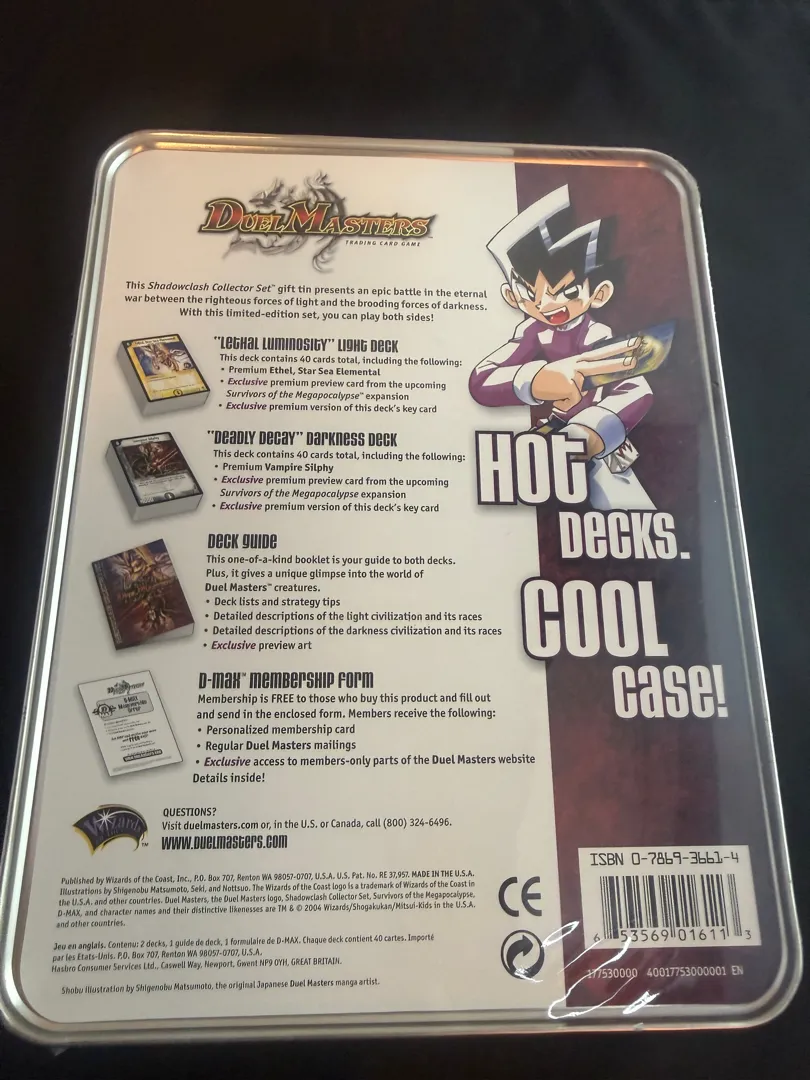 DUEL MASTERS
TRADING CARD GAME
This Shadowclash Collector Set™ gift tin presents an epic battle in the eternal
war between the righteous forces of light and the brooding forces of darkness.
With this limited-edition set, you can play both sides!
"LETHAL LUMINOSITY" LIGHT DECK
This deck contains 40 cards total, including the following:
• Premium Ethel, Star Sea Elemental
• Exclusive premium preview card from the upcoming
Survivors of the Megapocalypse™ expansion
• Exclusive premium version of this deck's key card
"DEADLY DECAY" DARKNESS DECK
This deck contains 40 cards total, including the following:
• Premium Vampire Silphy
• Exclusive premium preview card from the upcoming
Survivors of the Megapocalypse expansion
• Exclusive premium version of this deck's key card
DECK GUIDE
This one-of-a-kind booklet is your guide to both decks.
Plus, it gives a unique glimpse into the world of
Duel Masters™ creatures.
• Deck lists and strategy tips
• Detailed descriptions of the light civilization and its races
• Detailed descriptions of the darkness civilization and its races
• Exclusive preview art
D-MAX™ MEMBERSHIP FORM
Membership is FREE to those who buy this product and fill out
and send in the enclosed form. Members receive the following:
• Personalized membership card
• Regular Duel Masters mailings
• Exclusive access to members-only parts of the Duel Masters website
Details inside!
HOT
DECKS.
COOL
CASE!
Wizards
TM
QUESTIONS?
Visit duelmasters.com or, in the U.S. or Canada, call (800) 324-6496.
WWW.DUELMASTERS.COM
Published by Wizards of the Coast, Inc., P.O. Box 707, Renton WA 98057-0707, U.S.A. U.S. Pat. No. RE 37,957. MADE IN THE U.S.A.
Illustrations by Shigenobu Matsumoto, Seki, and Nottsuo. The Wizards of the Coast logo is a trademark of Wizards of the Coast in
the U.S.A. and other countries. Duel Masters, the Duel Masters logo, Shadowclash Collector Set, Survivors of the Megapocalypse,
D-MAX, and character names and their distinctive likenesses are TM & © 2004 Wizards/Shogakukan/Mitsui-Kids in the U.S.A.
and other countries.
Jeu en anglais. Contenu: 2 decks, 1 guide de deck, 1 formulaire de D-MAX. Chaque deck contient 40 cartes. Importé
par les Etats-Unis. P.O. Box 707, Renton WA 98057-0707, U.S.A.
Hasbro Consumer Services Ltd., Caswell Way, Newport, Gwent NP9 0YH, GREAT BRITAIN.
Shobu illustration by Shigenobu Matsumoto, the original Japanese Duel Masters manga artist.
CE
ISBN 0-7869-3661-4
6 53569 01611 3
177530000 40017753000001 EN